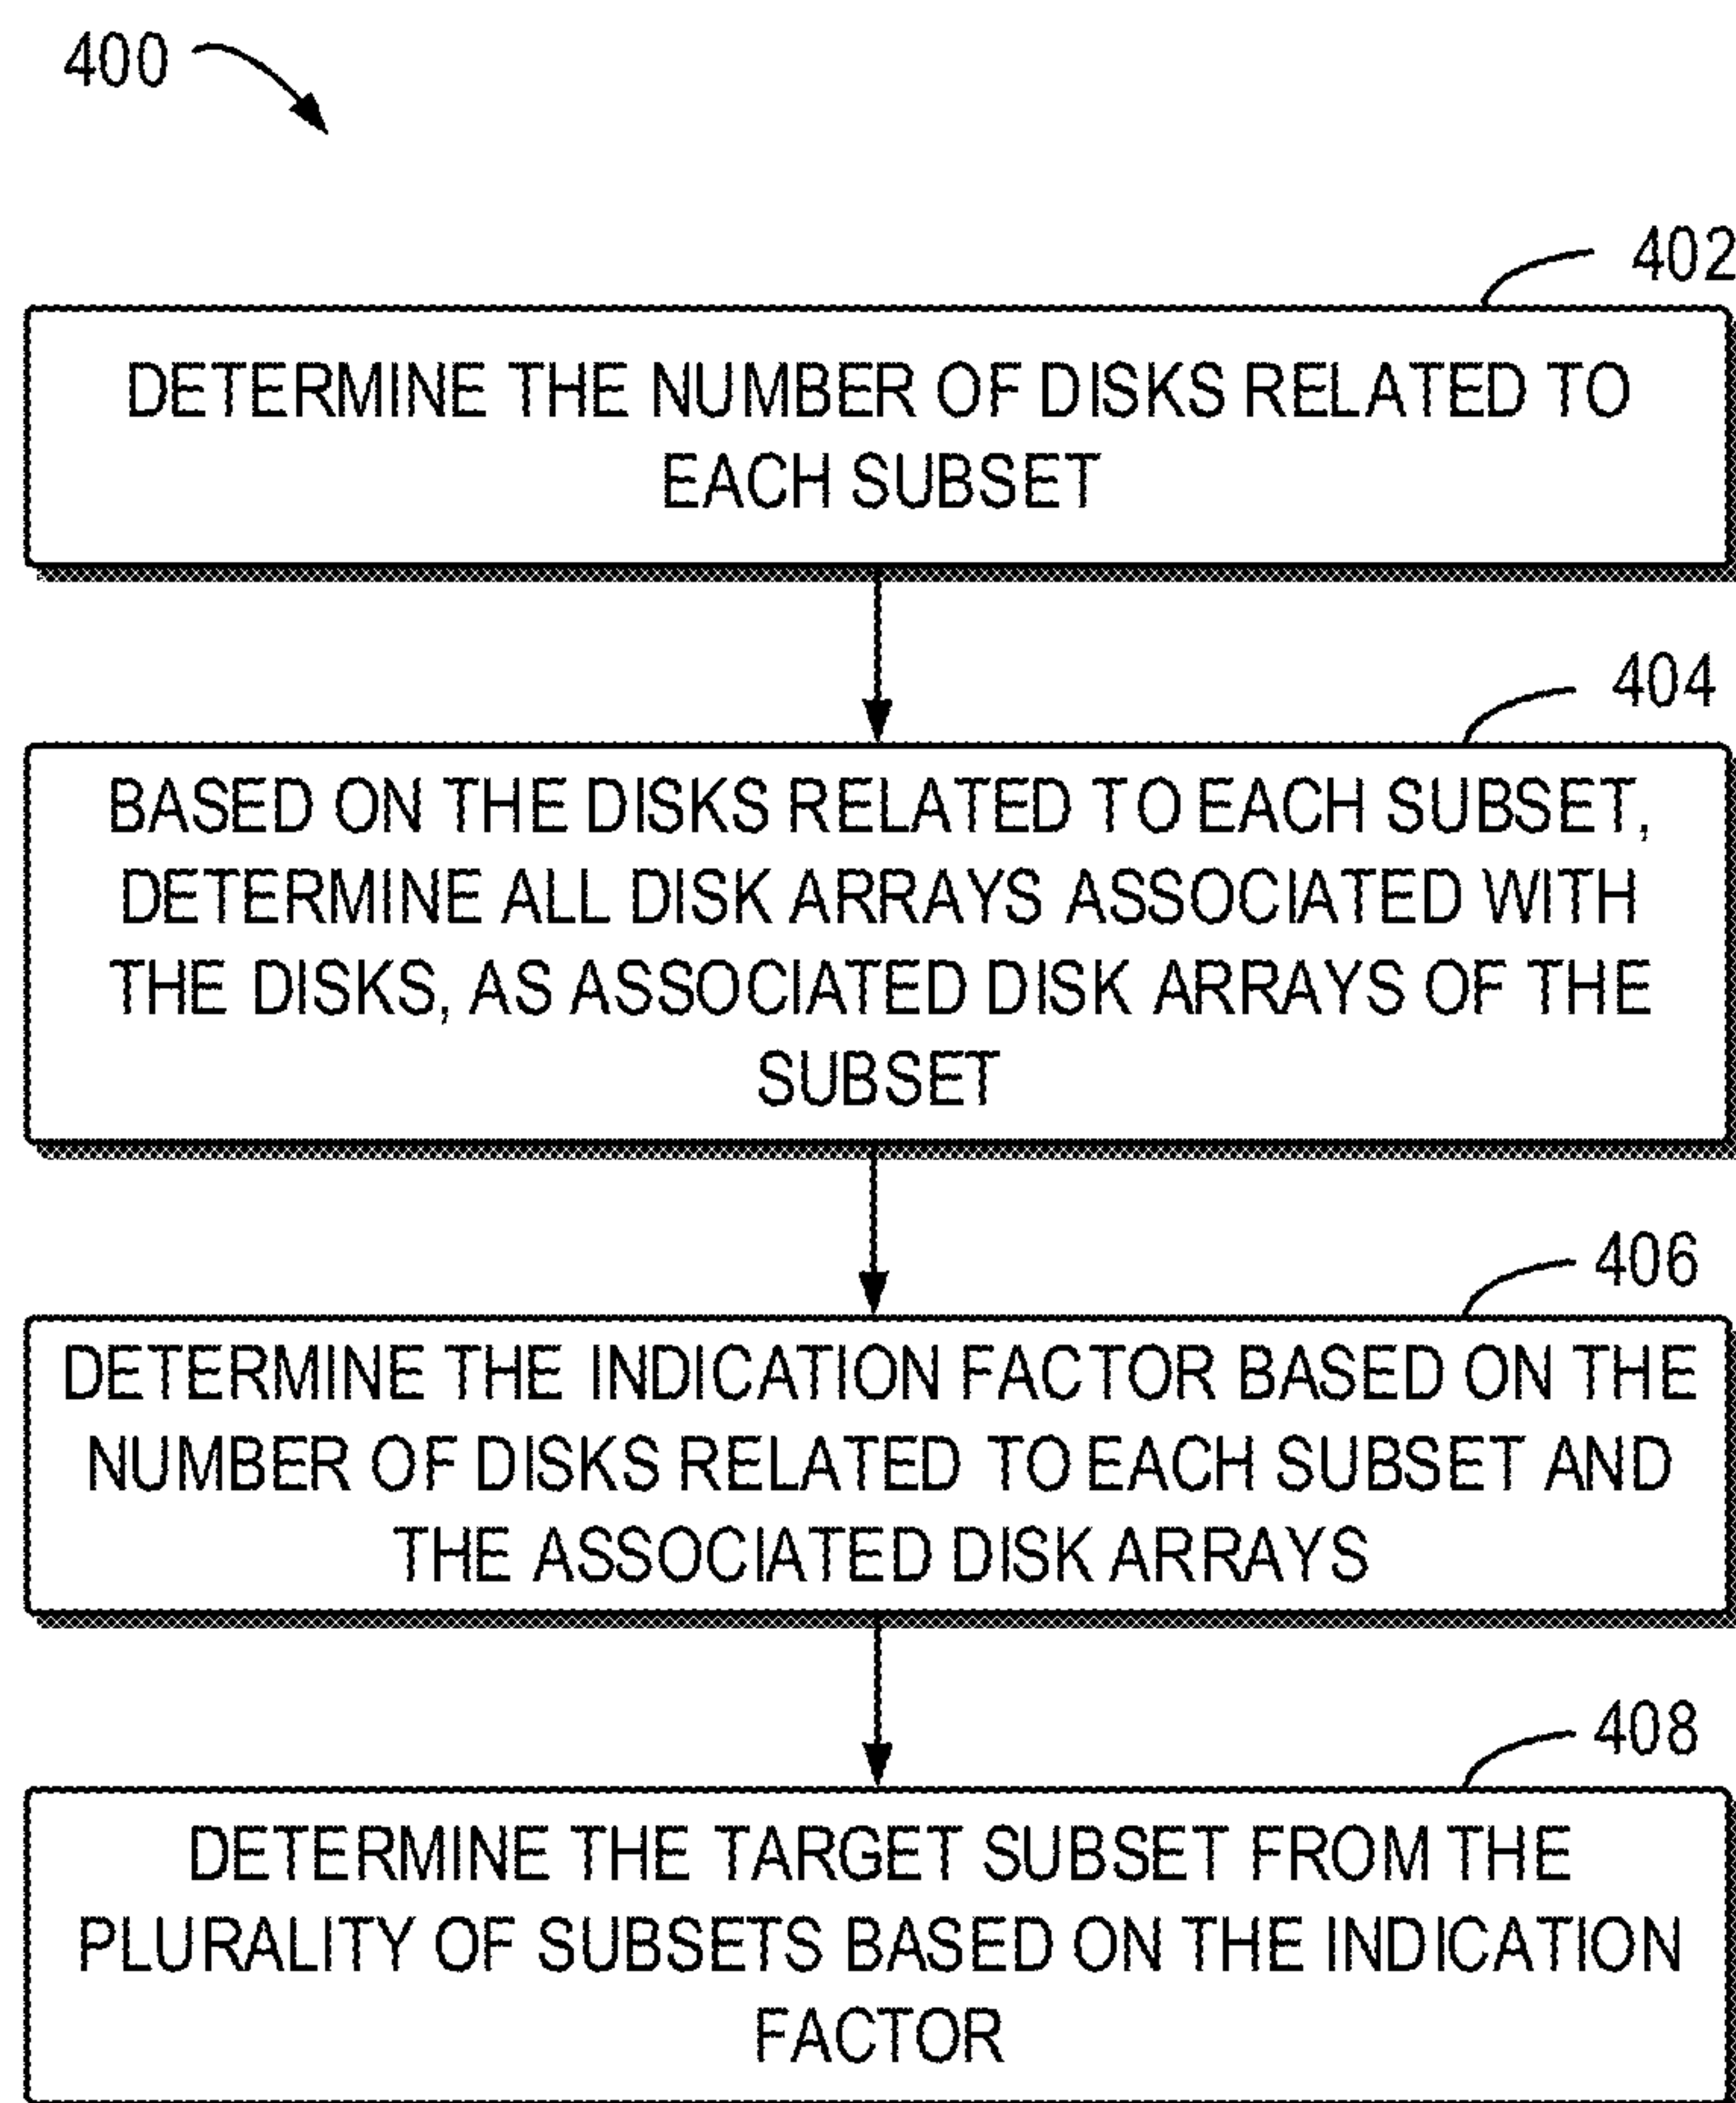 400
402
DETERMINE THE NUMBER OF DISKS RELATED TO
EACH SUBSET
404
BASED ON THE DISKS RELATED TO EACH SUBSET,
DETERMINE ALL DISK ARRAYS ASSOCIATED WITH
THE DISKS, AS ASSOCIATED DISK ARRAYS OF THE
SUBSET
406
DETERMINE THE INDICATION FACTOR BASED ON THE
NUMBER OF DISKS RELATED TO EACH SUBSET AND
THE ASSOCIATED DISK ARRAYS
408
DETERMINE THE TARGET SUBSET FROM THE
PLURALITY OF SUBSETS BASED ON THE INDICATION
FACTOR